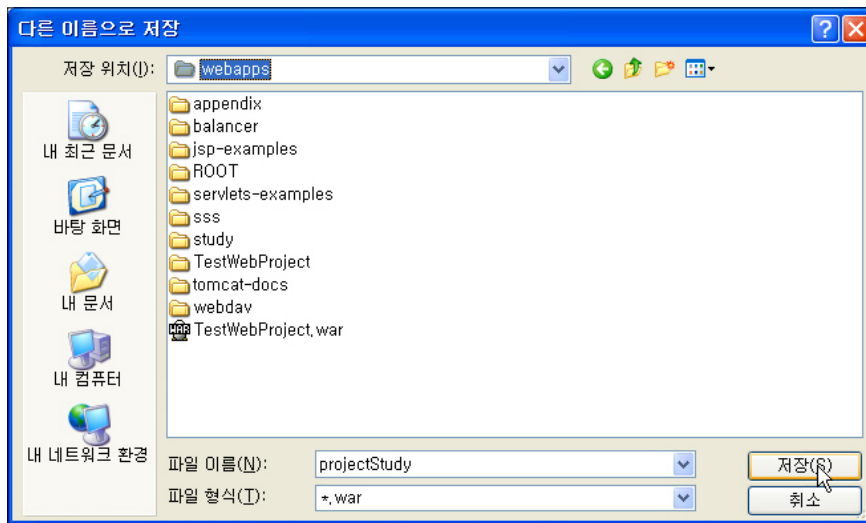 다른 이름으로 저장
저장 위치(I):
webapps
내 최근 문서
바탕 화면
내 문서
내 컴퓨터
내 네트워크 환경
appendix
balancer
jsp-examples
ROOT
servlets-examples
sss
study
TestWebProject
tomcat-docs
webdav
TestWebProject.war
파일 이름(N):
projectStudy
저장(S)
파일 형식(T):
*.war
취소